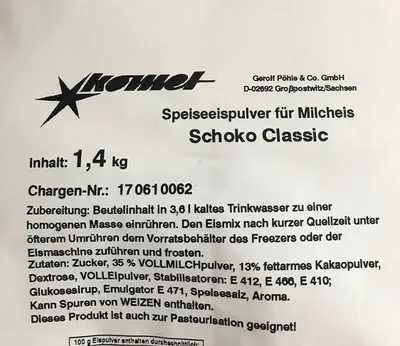 Komet
Gerolf Pöhle & Co. GmbH
D-02692 Großpostwitz/Sachsen
Speiseeispulver für Milcheis
Schoko Classic
Inhalt: 1,4 kg
Chargen-Nr.: 170610062
Zubereitung: Beutelinhalt in 3,6 l kaltes Trinkwasser zu einer
homogenen Masse einrühren. Den Eismix nach kurzer Quellzeit unter
öfterem Umrühren dem Vorratsbehälter des Freezers oder der
Eismaschine zuführen und frosten.
Zutaten: Zucker, 35 % VOLLMILCHpulver, 13% fettarmes Kakaopulver,
Dextrose, VOLLEIpulver, Stabilisatoren: E 412, E 466, E 410;
Glukosesirup, Emulgator E 471, Speisesalz, Aroma.
Kann Spuren von WEIZEN enthalten.
Dieses Produkt ist auch zur Pasteurisation geeignet!
100 g Eispulver enthalten durchschnittlich: